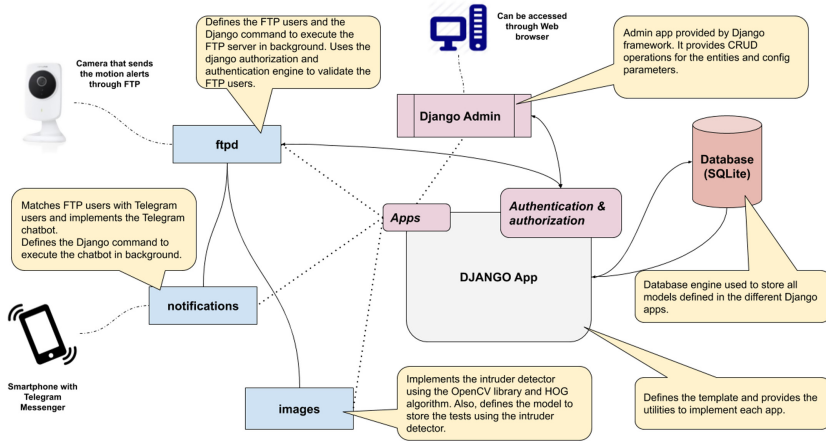 Defines the FTP users and the
Django command to execute the
FTP server in background. Uses the
django authorization and
authentication engine to validate the
FTP users.
Can be accessed
through Web
browser
Admin app provided by Django
framework. It provides CRUD
operations for the entities and config
parameters.
Camera that sends
the motion alerts
through FTP
Django Admin
ftpd
Database
(SQLite)
Matches FTP users with Telegram
users and implements the Telegram
chatbot.
Defines the Django command to
execute the chatbot in background.
Apps
Authentication &
authorization
DJANGO App
Database engine used to store all
models defined in the different Django
apps.
notifications
Smartphone with
Telegram
Messenger
images
Implements the intruder detector
using the OpenCV library and HOG
algorithm. Also, defines the model to
store the tests using the intruder
detector.
Defines the template and provides the
utilities to implement each app.